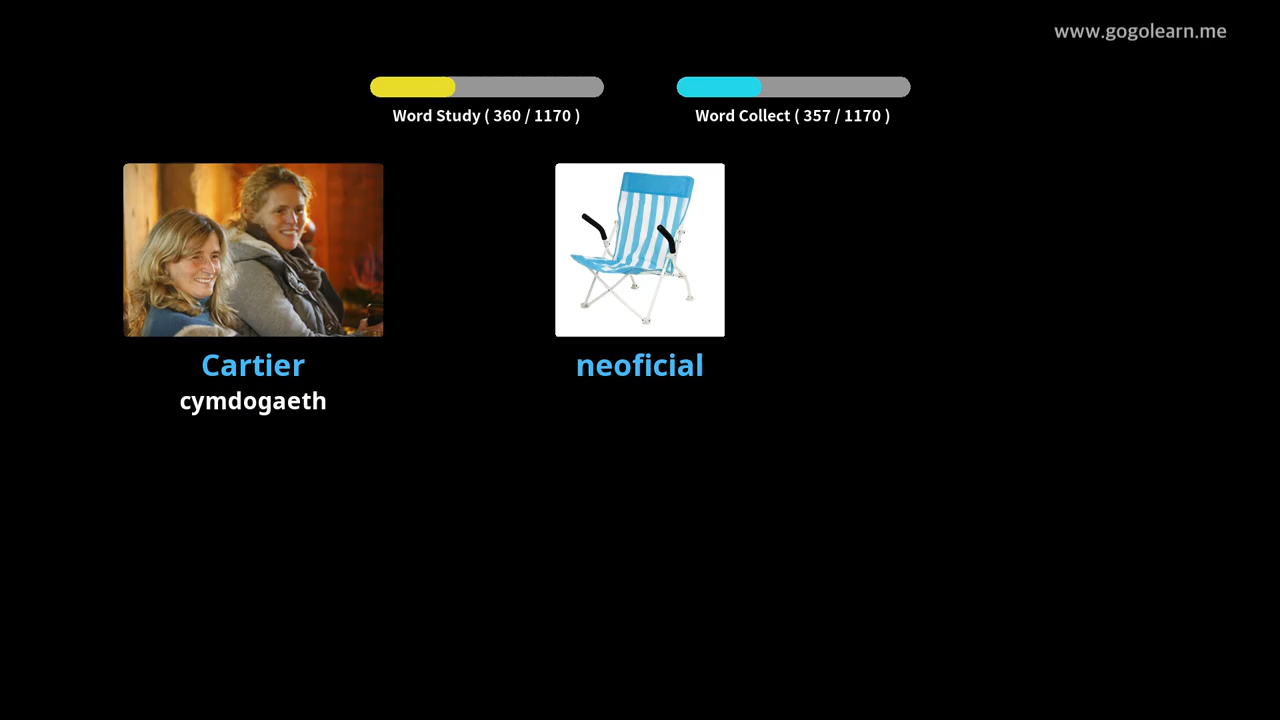 www.gogolearn.me
Word Study ( 360 / 1170 )
Word Collect ( 357 / 1170 )
Cartier
cymdogaeth
neoficial